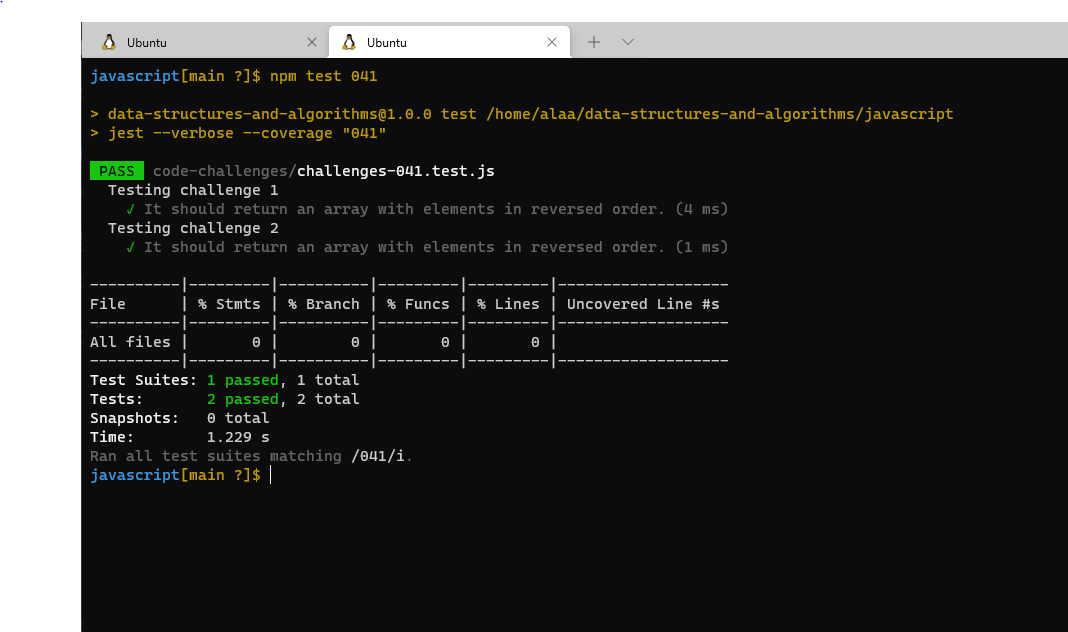 Ubuntu
Ubuntu
javascript[main ?]$ npm test 041
> data-structures-and-algorithms@1.0.0 test /home/alaa/data-structures-and-algorithms/javascript
> jest --verbose --coverage "041"
PASS code-challenges/challenges-041.test.js
Testing challenge 1
✓ It should return an array with elements in reversed order. (4 ms)
Testing challenge 2
✓ It should return an array with elements in reversed order. (1 ms)
----------|---------|----------|---------|---------|-------------------
File      | % Stmts | % Branch | % Funcs | % Lines | Uncovered Line #s
----------|---------|----------|---------|---------|-------------------
All files |       0 |        0 |       0 |       0 |
----------|---------|----------|---------|---------|-------------------
Test Suites: 1 passed, 1 total
Tests:       2 passed, 2 total
Snapshots:   0 total
Time:        1.229 s
Ran all test suites matching /041/i.
javascript[main ?]$